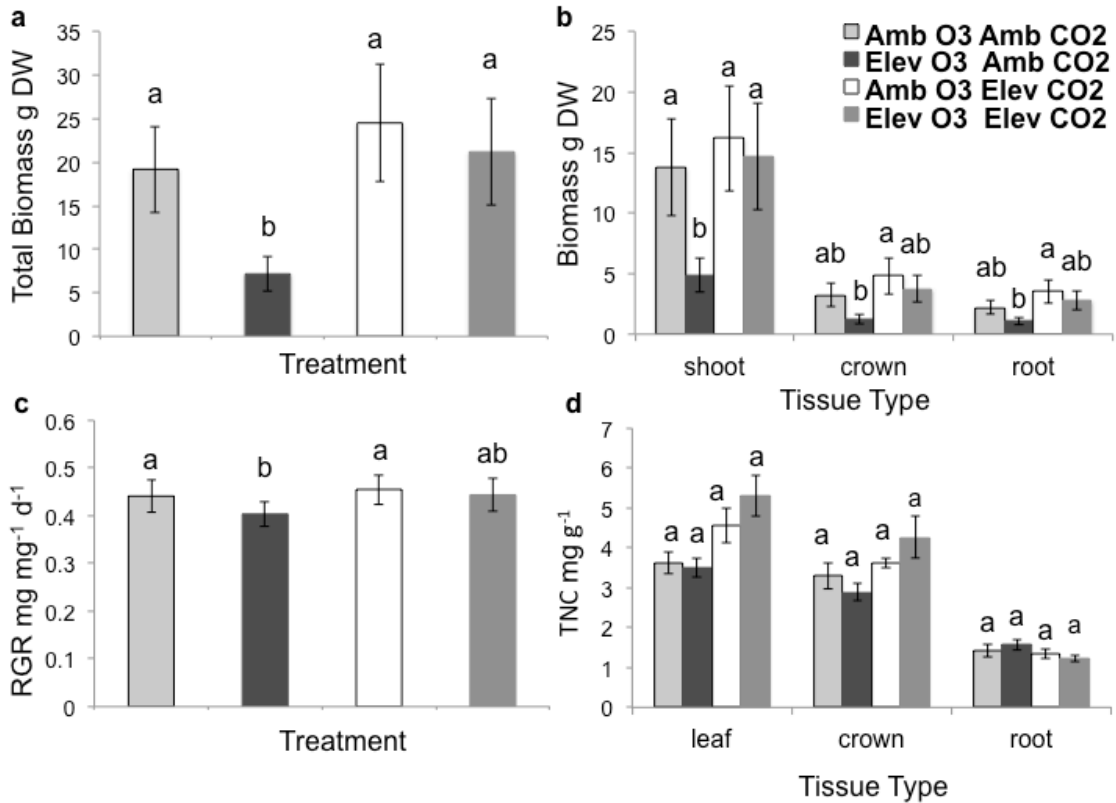 a
35
30
25
20
15
10
5
0
Total Biomass g DW
a
b
a
a
Treatment
b
25
20
15
10
5
0
Biomass g DW
Amb O3 Amb CO2
Elev O3 Amb CO2
Amb O3 Elev CO2
Elev O3 Elev CO2
a
b
a
a
ab
b
a
ab
ab
b
a
ab
shoot crown root
Tissue Type
c
0.6
0.5
0.4
0.3
0.2
0.1
0
RGR mg mg⁻¹ d⁻¹
a
b
a
ab
Treatment
d
7
6
5
4
3
2
1
0
TNC mg g⁻¹
a
a
a
a
a
a
a
a
a
a
a
a
leaf crown root
Tissue Type